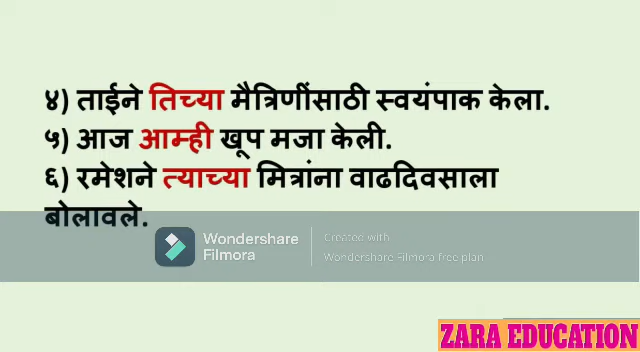 ४) ताईने तिच्या मैत्रिणींसाठी स्वयंपाक केला.
५) आज आम्ही खूप मजा केली.
६) रमेशने त्याच्या मित्रांना वाढदिवसाला
बोलावले.
Wondershare
Filmora
Created with
Wondershare Filmora free plan
ZARA EDUCATION